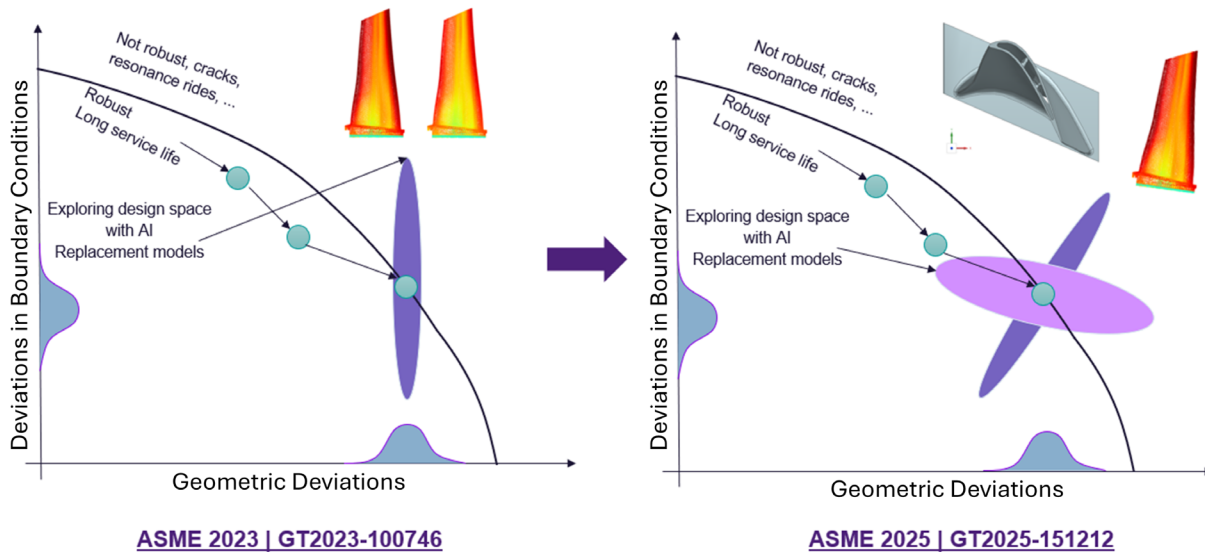 Deviations in Boundary Conditions
Not robust, cracks,
resonance rides, ...
Robust
Long service life
Exploring design space
with AI
Replacement models
Geometric Deviations
ASME 2023 | GT2023-100746
Deviations in Boundary Conditions
Not robust, cracks,
resonance rides, ...
Robust
Long service life
Exploring design space
with AI
Replacement models
Geometric Deviations
ASME 2025 | GT2025-151212